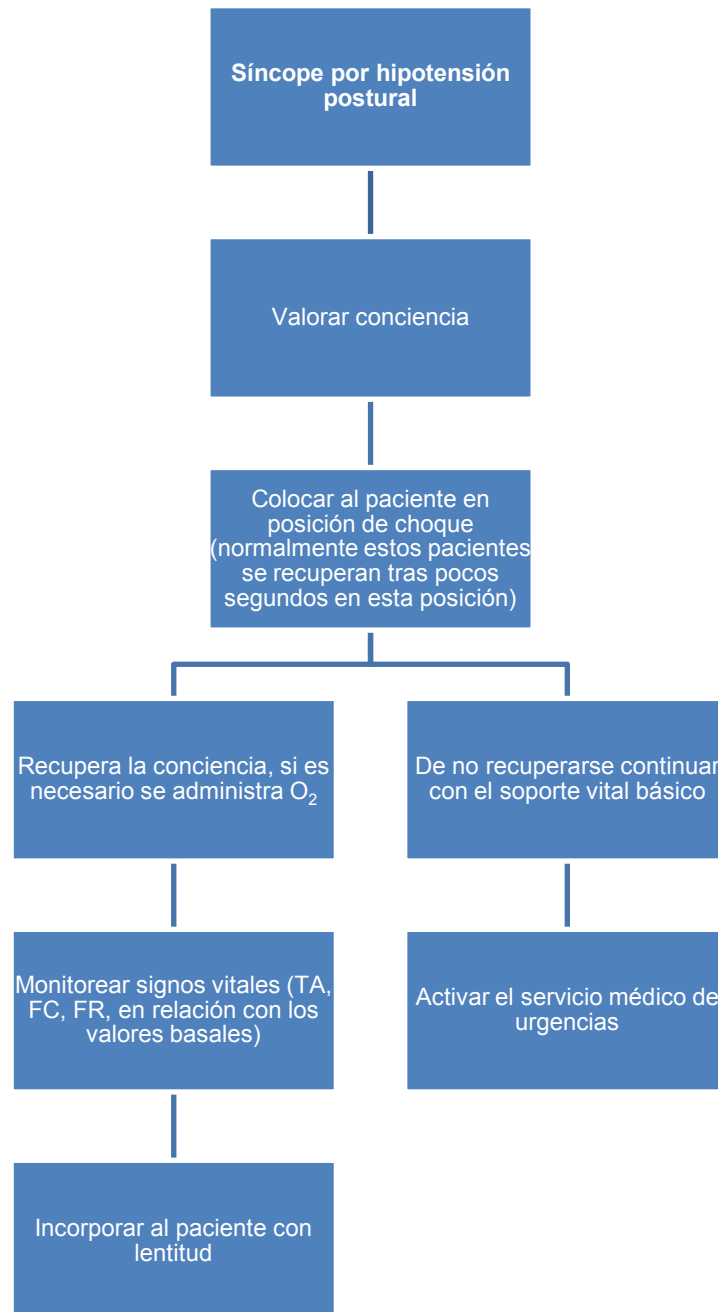 Síncope por hipotensión
postural
Valorar conciencia
Colocar al paciente en
posición de choque
(normalmente estos pacientes
se recuperan tras pocos
segundos en esta posición)
Recupera la conciencia, si es
necesario se administra O₂
De no recuperarse continuar
con el soporte vital básico
Monitorear signos vitales (TA,
FC, FR, en relación con los
valores basales)
Activar el servicio médico de
urgencias
Incorporar al paciente con
lentitud